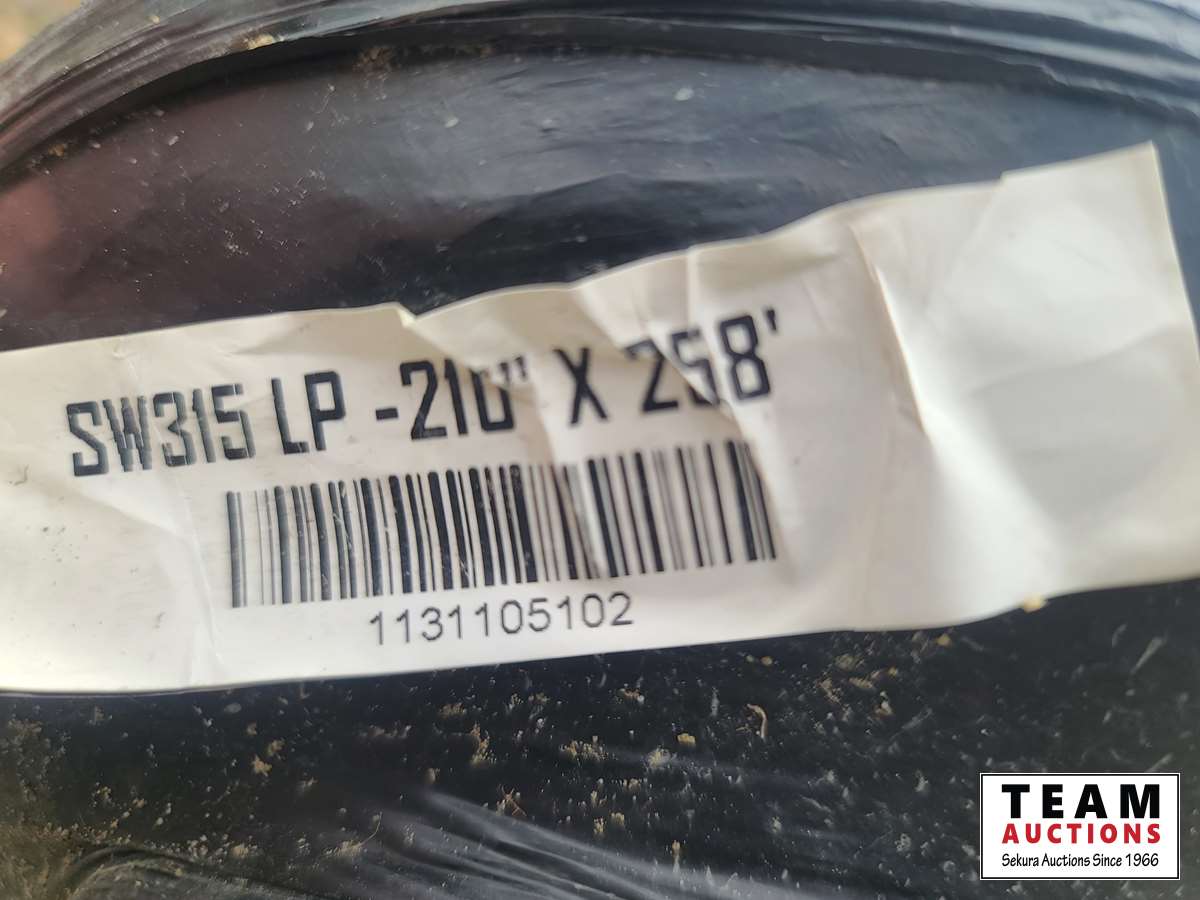 SW315 LP -210" X 258'
1131105102
TEAM
AUCTIONS
Sekura Auctions Since 1966